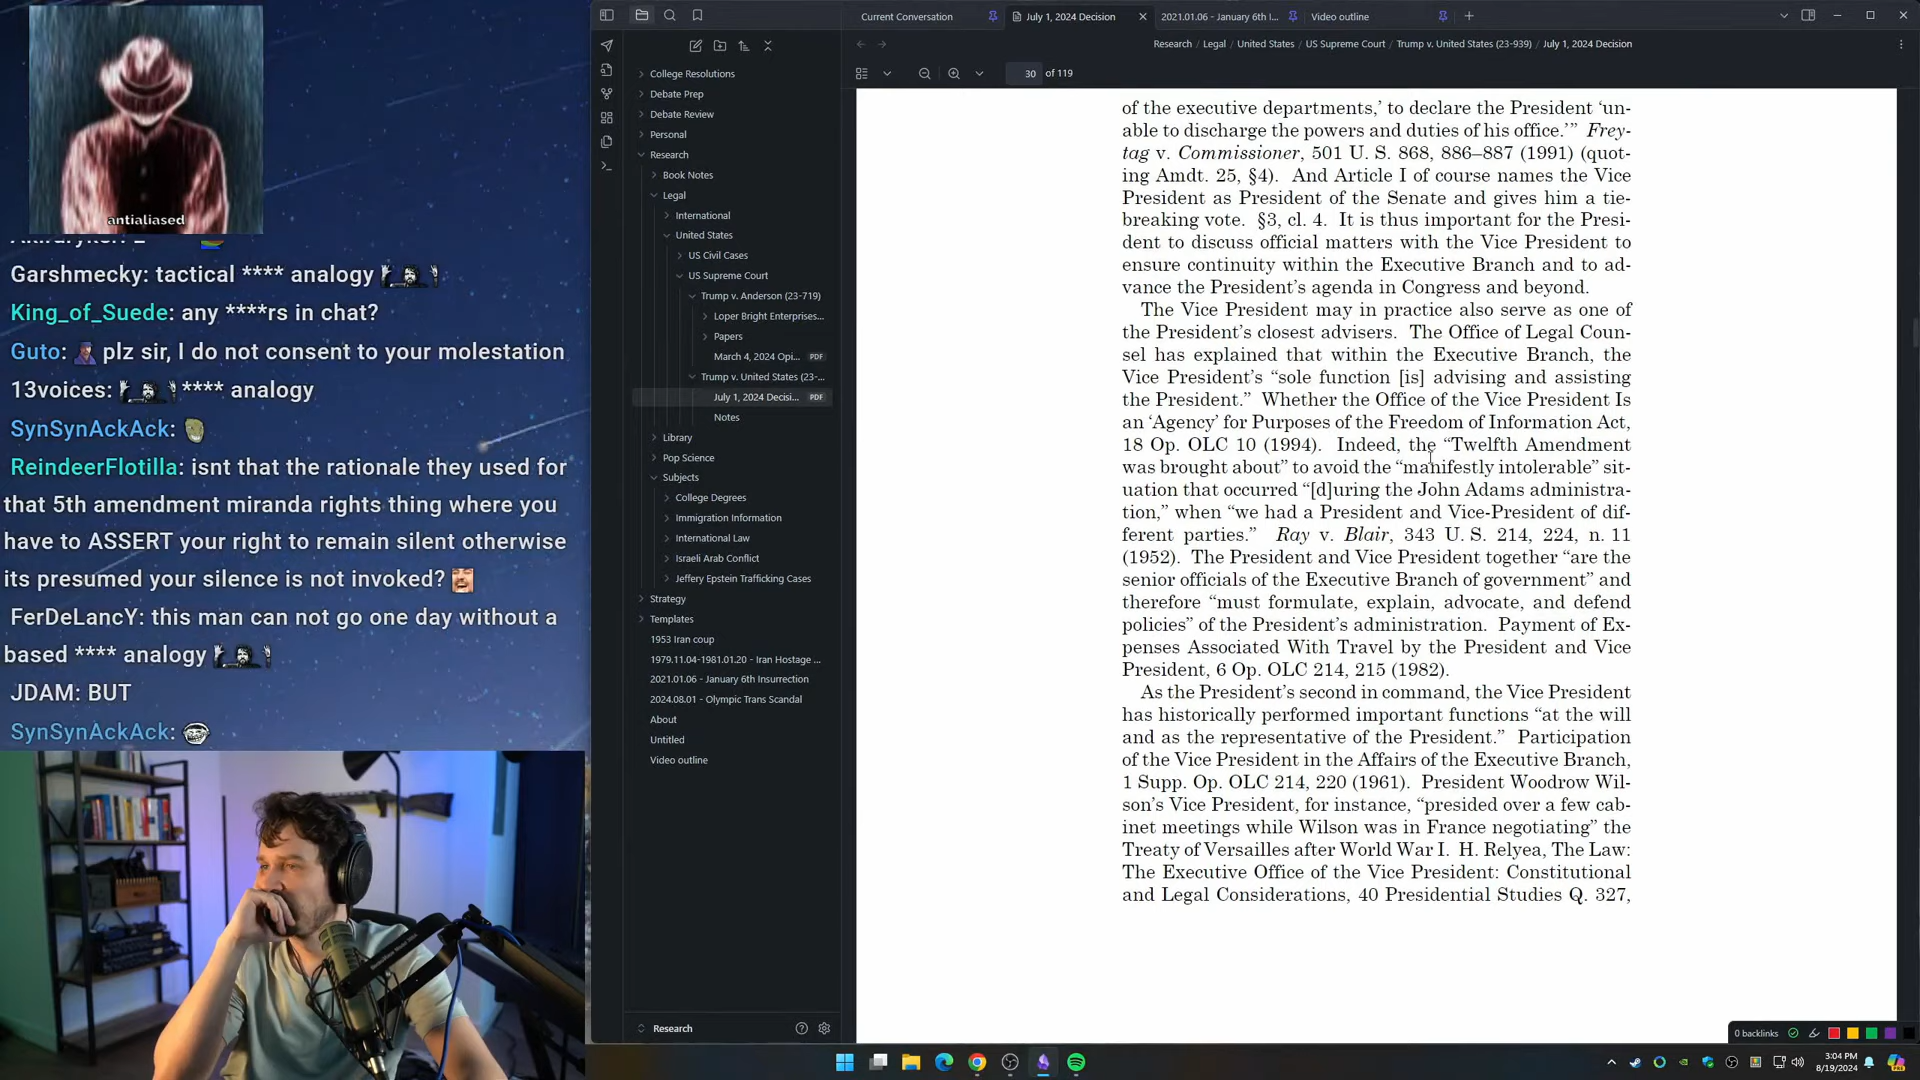 antialiased
Garshmecky: tactical **** analogy
King_of_Suede: any ****rs in chat?
Guto: plz sir, I do not consent to your molestation
13voices: **** analogy
SynSynAckAck:
ReindeerFlotilla: isnt that the rationale they used for
that 5th amendment miranda rights thing where you
have to ASSERT your right to remain silent otherwise
its presumed your silence is not invoked?
FerDeLancY: this man can not go one day without a
based **** analogy
JDAM: BUT
SynSynAckAck:
College Resolutions
Debate Prep
Debate Review
Personal
Research
Book Notes
Legal
International
United States
US Civil Cases
US Supreme Court
Trump v. Anderson (23-719)
Loper Bright Enterprises...
Papers
March 4, 2024 Opi... PDF
Trump v. United States (23-...
July 1, 2024 Decisi... PDF
Notes
Library
Pop Science
Subjects
College Degrees
Immigration Information
International Law
Israeli Arab Conflict
Jeffery Epstein Trafficking Cases
Strategy
Templates
1953 Iran coup
1979.11.04-1981.01.20 - Iran Hostage ...
2021.01.06 - January 6th Insurrection
2024.08.01 - Olympic Trans Scandal
About
Untitled
Video outline
Research
Current Conversation
July 1, 2024 Decision
2021.01.06 - January 6th I...
Video outline
Research | Legal | United States | US Supreme Court | Trump v. United States (23-939) | July 1, 2024 Decision
30 of 119
of the executive departments,’ to declare the President ‘un-
able to discharge the powers and duties of his office.’” Frey-
tag v. Commissioner, 501 U. S. 868, 886–887 (1991) (quot-
ing Amdt. 25, §4). And Article I of course names the Vice
President as President of the Senate and gives him a tie-
breaking vote. §3, cl. 4. It is thus important for the Presi-
dent to discuss official matters with the Vice President to
ensure continuity within the Executive Branch and to ad-
vance the President’s agenda in Congress and beyond.
The Vice President may in practice also serve as one of
the President’s closest advisers. The Office of Legal Coun-
sel has explained that within the Executive Branch, the
Vice President’s “sole function [is] advising and assisting
the President.” Whether the Office of the Vice President Is
an ‘Agency’ for Purposes of the Freedom of Information Act,
18 Op. OLC 10 (1994). Indeed, the “Twelfth Amendment
was brought about” to avoid the “manifestly intolerable” sit-
uation that occurred “[d]uring the John Adams administra-
tion,” when “we had a President and Vice-President of dif-
ferent parties.” Ray v. Blair, 343 U. S. 214, 224, n. 11
(1952). The President and Vice President together “are the
senior officials of the Executive Branch of government” and
therefore “must formulate, explain, advocate, and defend
policies” of the President’s administration. Payment of Ex-
penses Associated With Travel by the President and Vice
President, 6 Op. OLC 214, 215 (1982).
As the President’s second in command, the Vice President
has historically performed important functions “at the will
and as the representative of the President.” Participation
of the Vice President in the Affairs of the Executive Branch,
1 Supp. Op. OLC 214, 220 (1961). President Woodrow Wil-
son’s Vice President, for instance, “presided over a few cab-
inet meetings while Wilson was in France negotiating” the
Treaty of Versailles after World War I. H. Relyea, The Law:
The Executive Office of the Vice President: Constitutional
and Legal Considerations, 40 Presidential Studies Q. 327,
0 backlinks
3:04 PM
8/19/2024